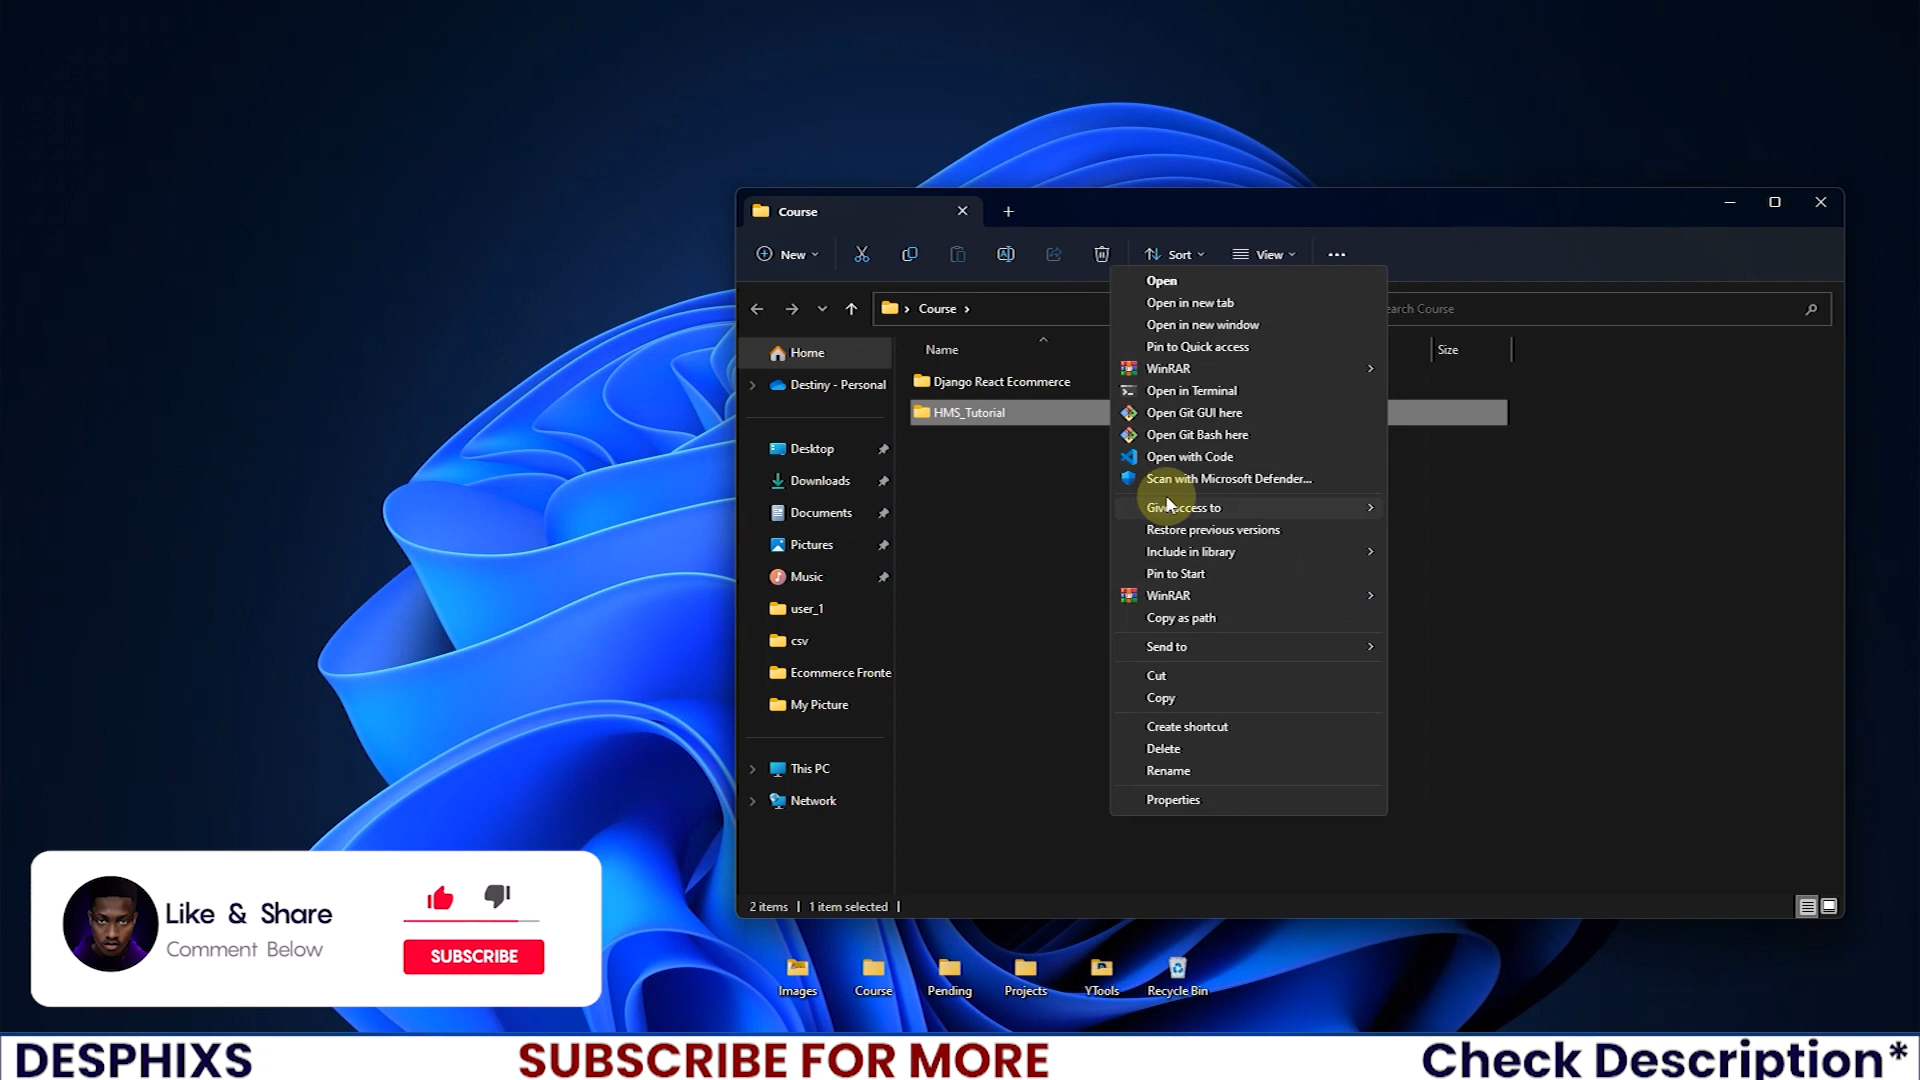 Course
New
Sort
View
Course
earch Course
Home
Destiny - Personal
Desktop
Downloads
Documents
Pictures
Music
user_1
csv
Ecommerce Fronte
My Picture
This PC
Network
Name
Size
Django React Ecommerce
HMS_Tutorial
Open
Open in new tab
Open in new window
Pin to Quick access
WinRAR
Open in Terminal
Open Git GUI here
Open Git Bash here
Open with Code
Scan with Microsoft Defender...
Give access to
Restore previous versions
Include in library
Pin to Start
WinRAR
Copy as path
Send to
Cut
Copy
Create shortcut
Delete
Rename
Properties
2 items
1 item selected
Like & Share
Comment Below
SUBSCRIBE
Images
Course
Pending
Projects
YTools
Recycle Bin
DESPHIXS
SUBSCRIBE FOR MORE
Check Description*